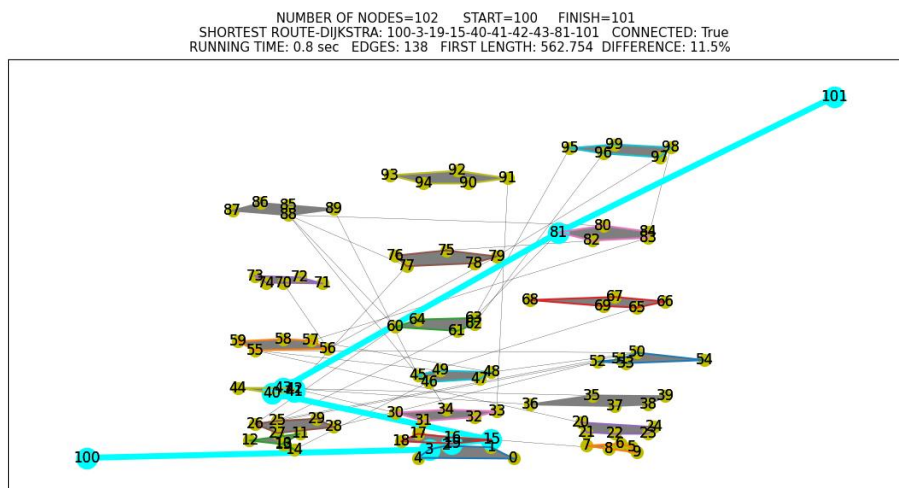 NUMBER OF NODES=102 START=100 FINISH=101
SHORTEST ROUTE-DIJKSTRA: 100-3-19-15-40-41-42-43-81-101 CONNECTED: True
RUNNING TIME: 0.8 sec EDGES: 138 FIRST LENGTH: 562.754 DIFFERENCE: 11.5%
101
95 99 98
96 97
93 92 91
94 90
87 86 85 89
88
81 80 84
82 83
76 75 79
77 78
73 72
74 70 71
68 67 66
69 65
60 64 63
61 62
59 58 57
55 56
52 51 50 54
53
45 49 48
46 47
44 43 42
40 41
36 35 39
37 38
30 34 33
31 32
26 25 29
27 11 28
20 24
21 22 23
12 14
18 17 16 15
7 6 5
8 9
100 3 2 19 1
4 0